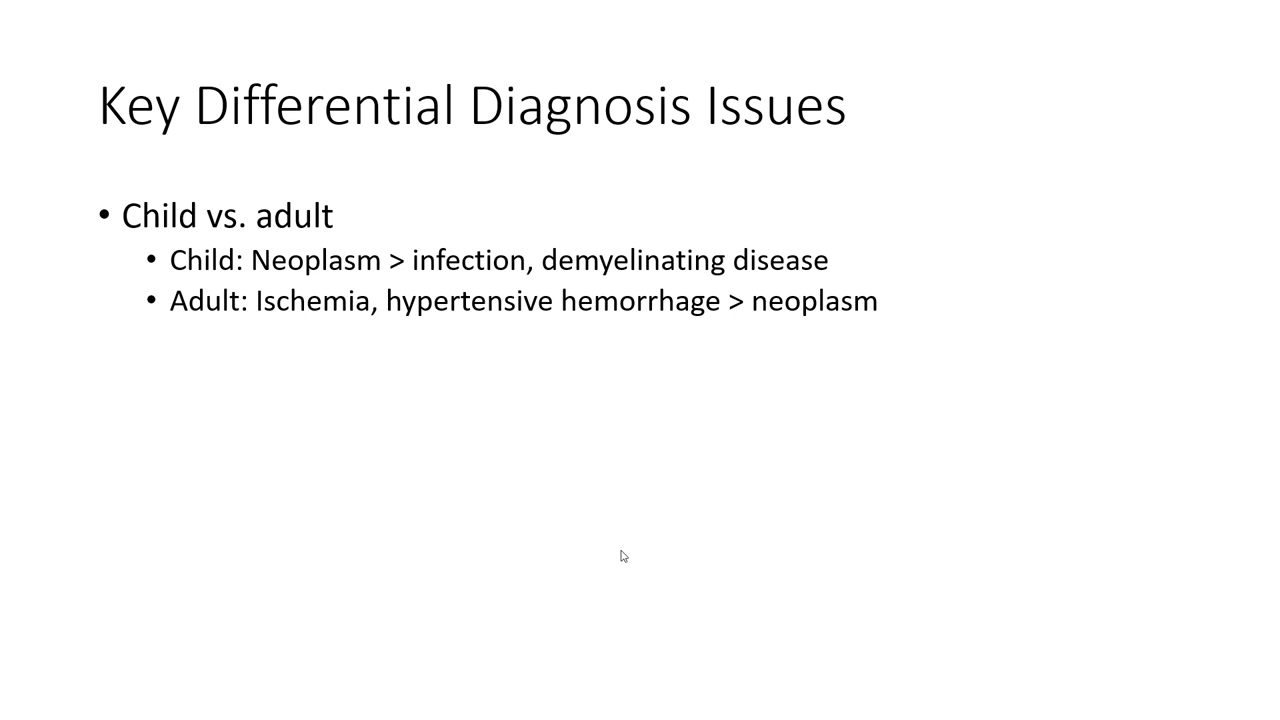 Key Differential Diagnosis Issues
• Child vs. adult
• Child: Neoplasm > infection, demyelinating disease
• Adult: Ischemia, hypertensive hemorrhage > neoplasm